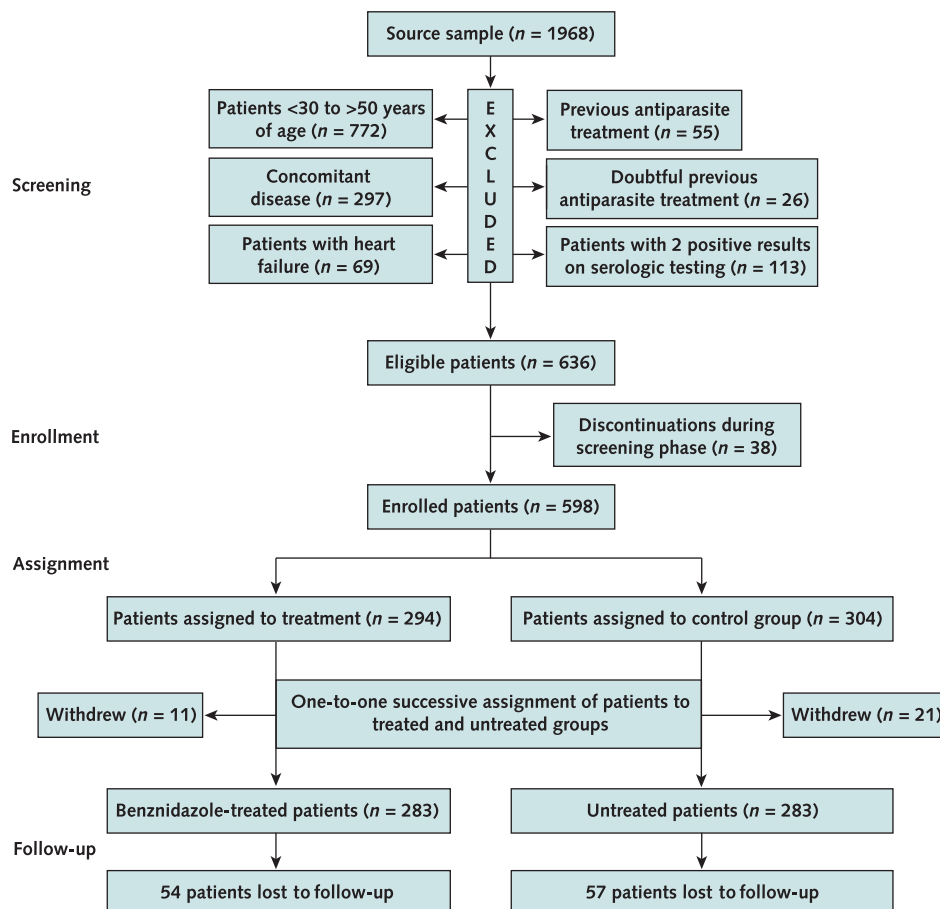 Source sample (n = 1968)
E
X
C
L
U
D
E
D
Patients <30 to >50 years
of age (n = 772)
Previous antiparasite
treatment (n = 55)
Screening
Concomitant
disease (n = 297)
Doubtful previous
antiparasite treatment (n = 26)
Patients with heart
failure (n = 69)
Patients with 2 positive results
on serologic testing (n = 113)
Eligible patients (n = 636)
Enrollment
Discontinuations during
screening phase (n = 38)
Enrolled patients (n = 598)
Assignment
Patients assigned to treatment (n = 294)
Patients assigned to control group (n = 304)
One-to-one successive assignment of patients to
treated and untreated groups
Withdrew (n = 11)
Withdrew (n = 21)
Benznidazole-treated patients (n = 283)
Untreated patients (n = 283)
Follow-up
54 patients lost to follow-up
57 patients lost to follow-up